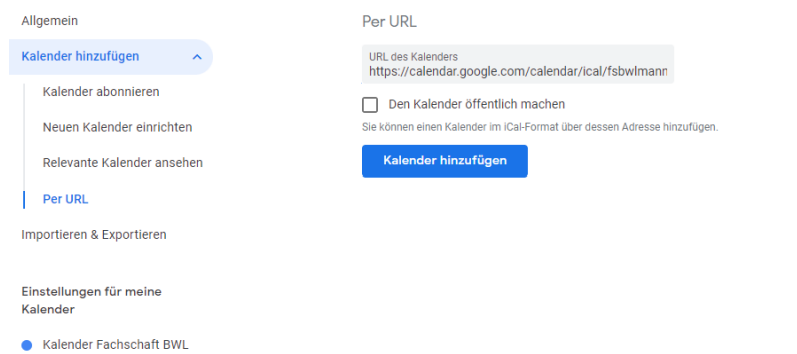 Allgemein
Kalender hinzufügen
Kalender abonnieren
Neuen Kalender einrichten
Relevante Kalender ansehen
Per URL
Importieren & Exportieren
Einstellungen für meine
Kalender
Kalender Fachschaft BWL
Per URL
URL des Kalenders
https://calendar.google.com/calendar/ical/fsbwlmann
Den Kalender öffentlich machen
Sie können einen Kalender im iCal-Format über dessen Adresse hinzufügen.
Kalender hinzufügen